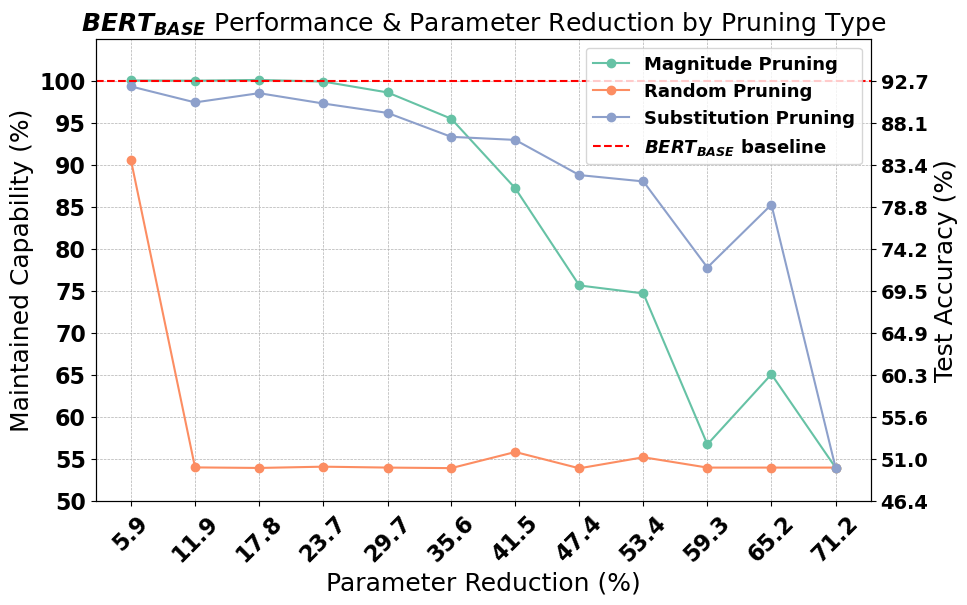 BERT_BASE Performance & Parameter Reduction by Pruning Type
Maintained Capability (%)
100
95
90
85
80
75
70
65
60
55
50
Magnitude Pruning
Random Pruning
Substitution Pruning
BERT_BASE baseline
92.7
88.1
83.4
78.8
74.2
69.5
64.9
60.3
55.6
51.0
46.4
Test Accuracy (%)
5.9 11.9 17.8 23.7 29.7 35.6 41.5 47.4 53.4 59.3 65.2 71.2
Parameter Reduction (%)